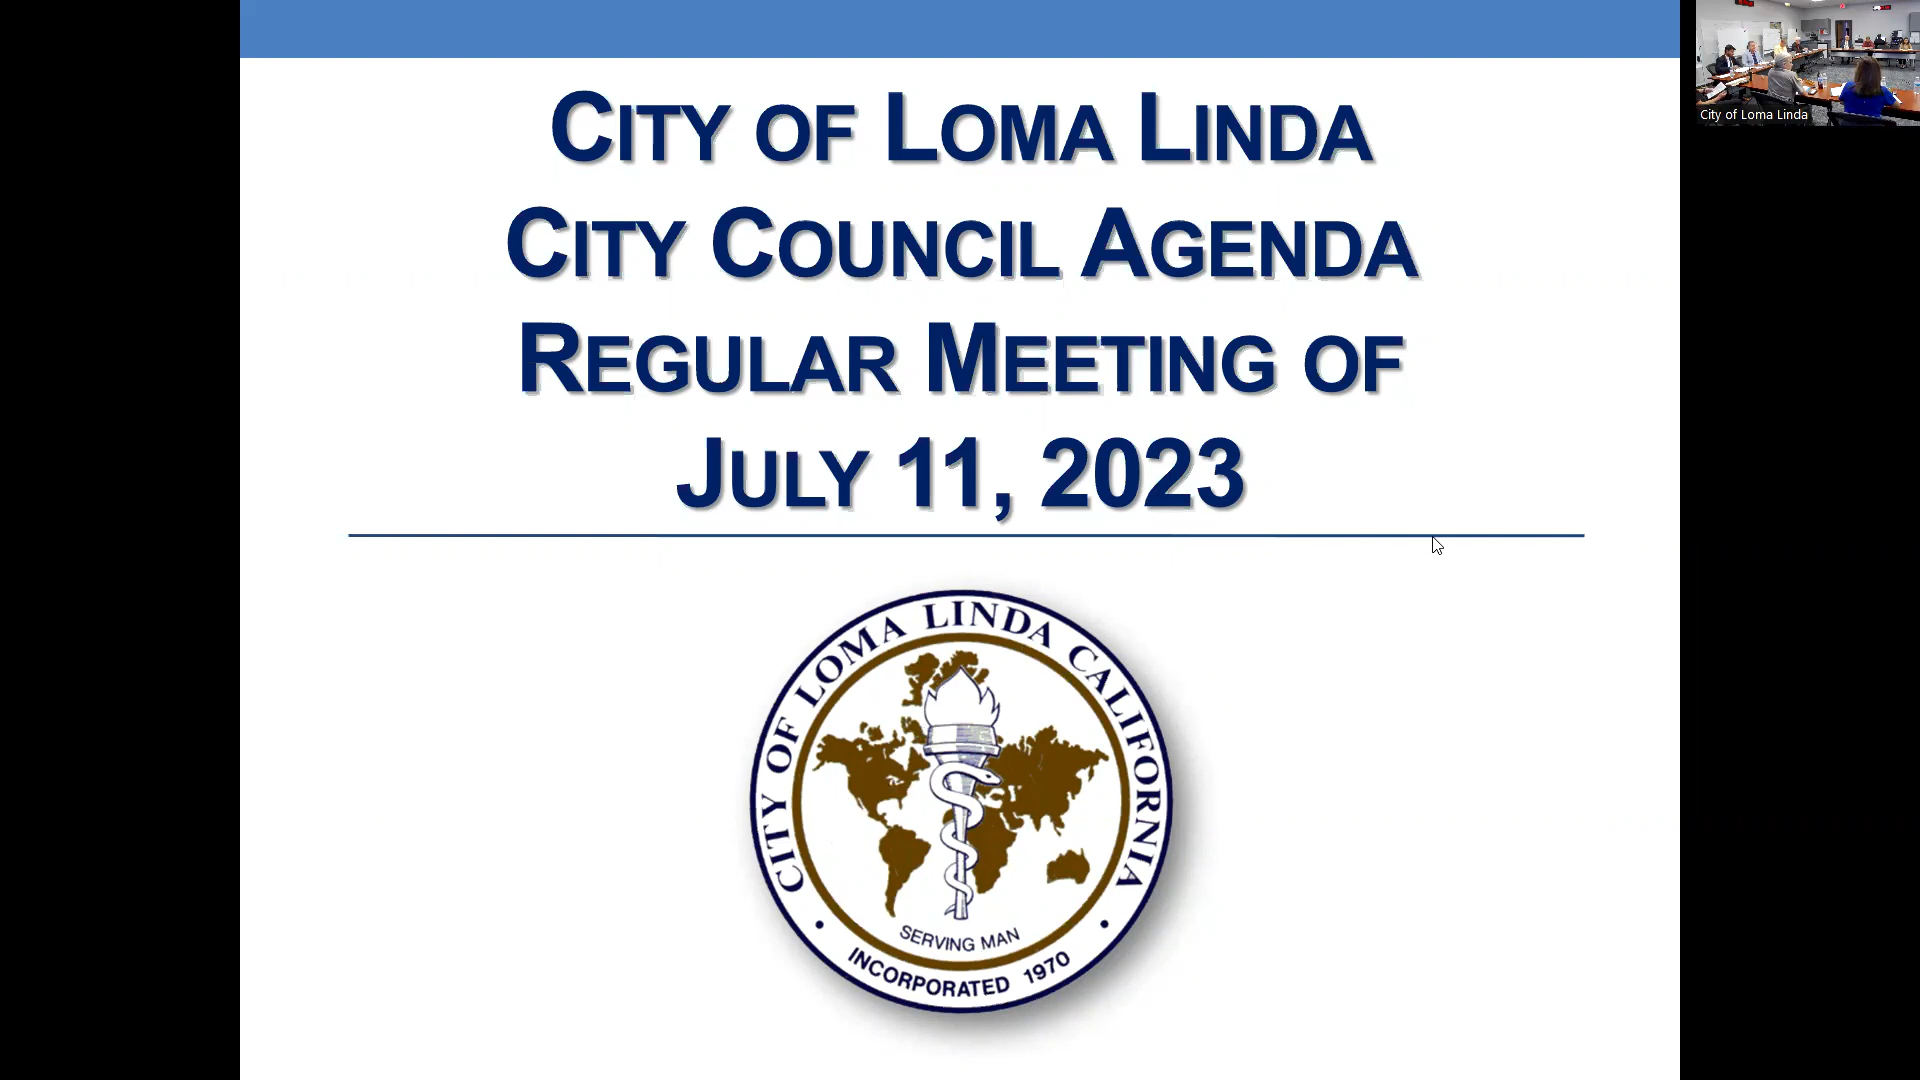 CITY OF LOMA LINDA
CITY COUNCIL AGENDA
REGULAR MEETING OF
JULY 11, 2023
CITY OF LOMA LINDA CALIFORNIA
SERVING MAN
INCORPORATED 1970
City of Loma Linda